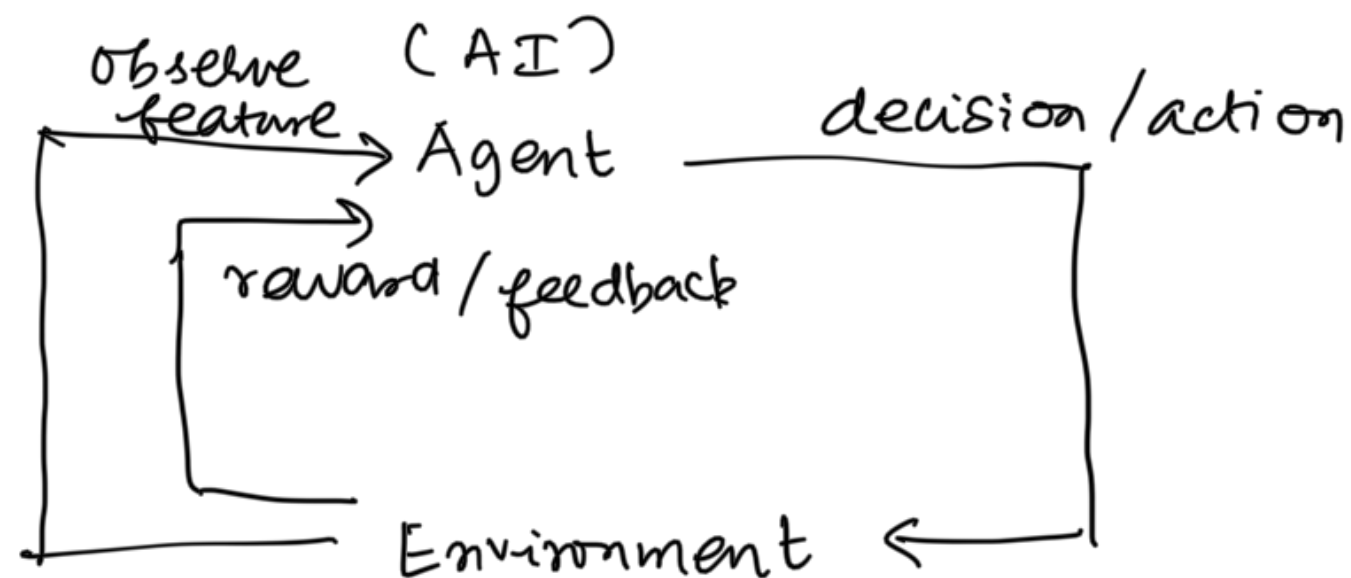 (AI)
observe
feature
decision/action
Agent
reward/feedback
Environment